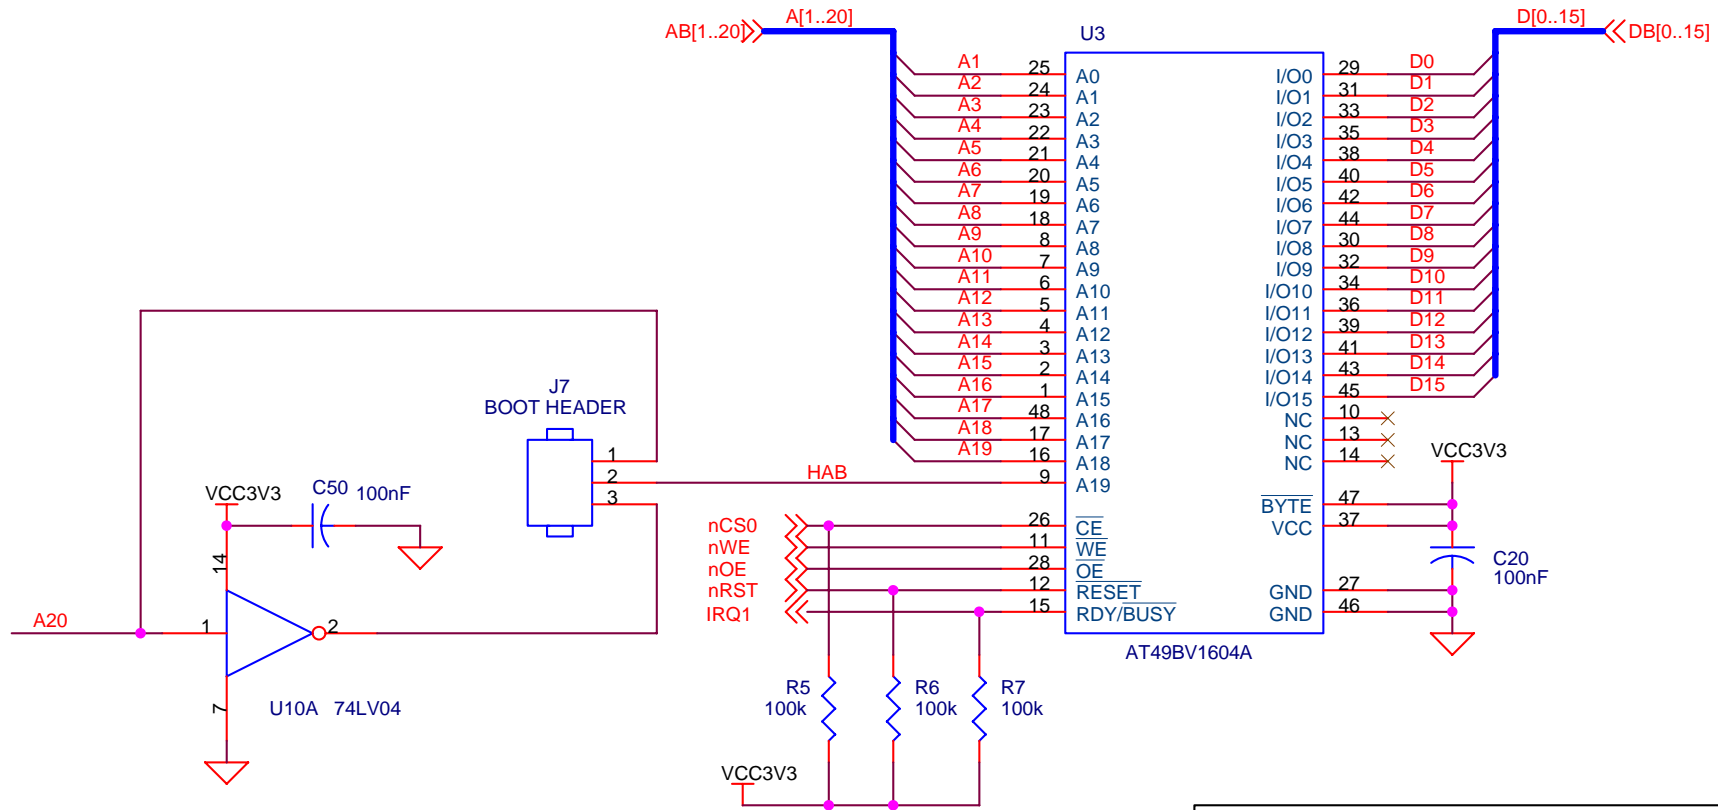 AB[1..20] A[1..20] D[0..15] DB[0..15]
U3
A1 25 A0 I/O0 29 D0
A2 24 A1 I/O1 31 D1
A3 23 A2 I/O2 33 D2
A4 22 A3 I/O3 35 D3
A5 21 A4 I/O4 38 D4
A6 20 A5 I/O5 40 D5
A7 19 A6 I/O6 42 D6
A8 18 A7 I/O7 44 D7
A9 8 A8 I/O8 30 D8
A10 7 A9 I/O9 32 D9
A11 6 A10 I/O10 34 D10
A12 5 A11 I/O11 36 D11
A13 4 A12 I/O12 39 D12
A14 3 A13 I/O13 41 D13
A15 2 A14 I/O14 43 D14
A16 1 A15 I/O15 45 D15
A17 48 A16 NC 10
A18 17 A17 NC 13
A19 16 A18 NC 14
HAB 9 A19
J7
BOOT HEADER
1
2
3
VCC3V3
C50 100nF
14
A20 1 2
7
U10A 74LV04
nCS0 26 CE
nWE 11 WE
nOE 28 OE
nRST 12 RESET
IRQ1 15 RDY/BUSY
VCC3V3
BYTE 47
VCC 37
C20
100nF
GND 27
GND 46
AT49BV1604A
R5
100k
R6
100k
R7
100k
VCC3V3